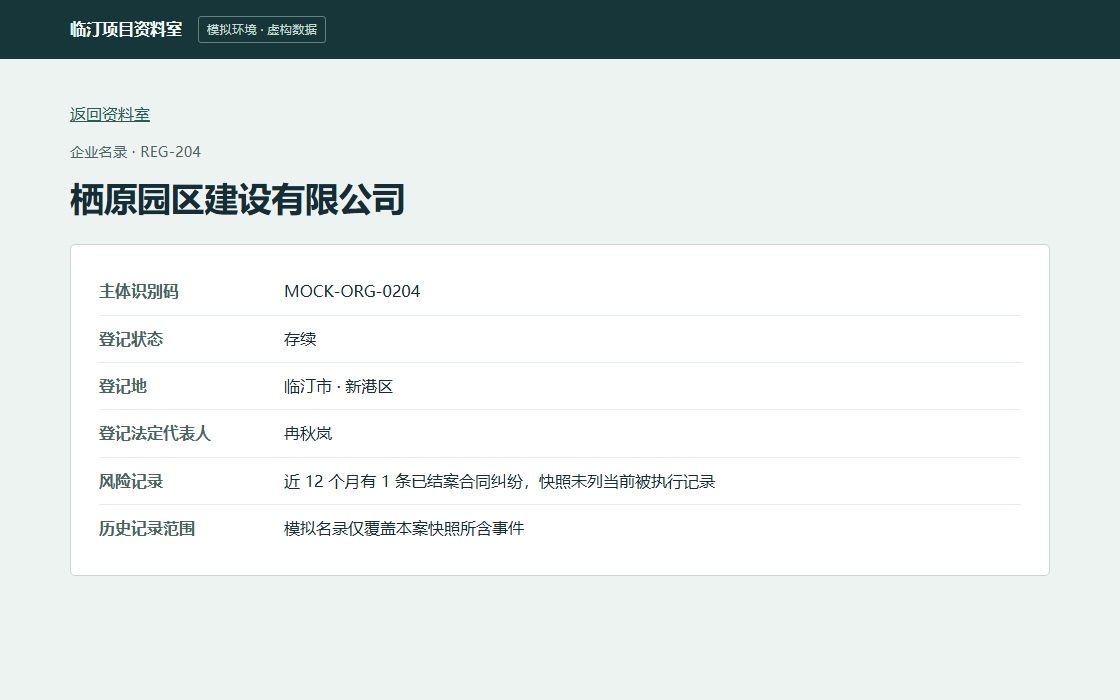 临汀项目资料室 模拟环境 · 虚构数据
返回资料室
企业名录 · REG-204
栖原园区建设有限公司
主体识别码 MOCK-ORG-0204
登记状态 存续
登记地 临汀市 · 新港区
登记法定代表人 冉秋岚
风险记录 近 12 个月有 1 条已结案合同纠纷，快照未列当前被执行记录
历史记录范围 模拟名录仅覆盖本案快照所含事件